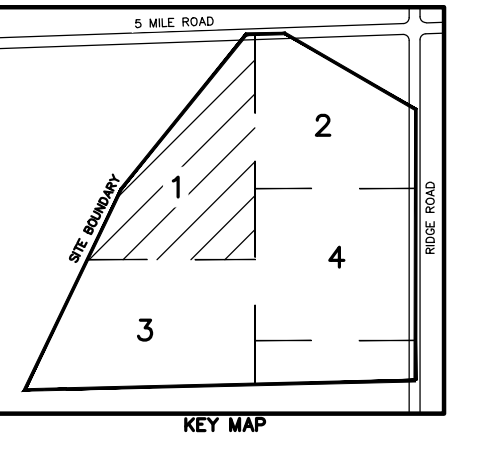 5 MILE ROAD
2
1
SITE BOUNDARY
RIDGE ROAD
4
3
KEY MAP